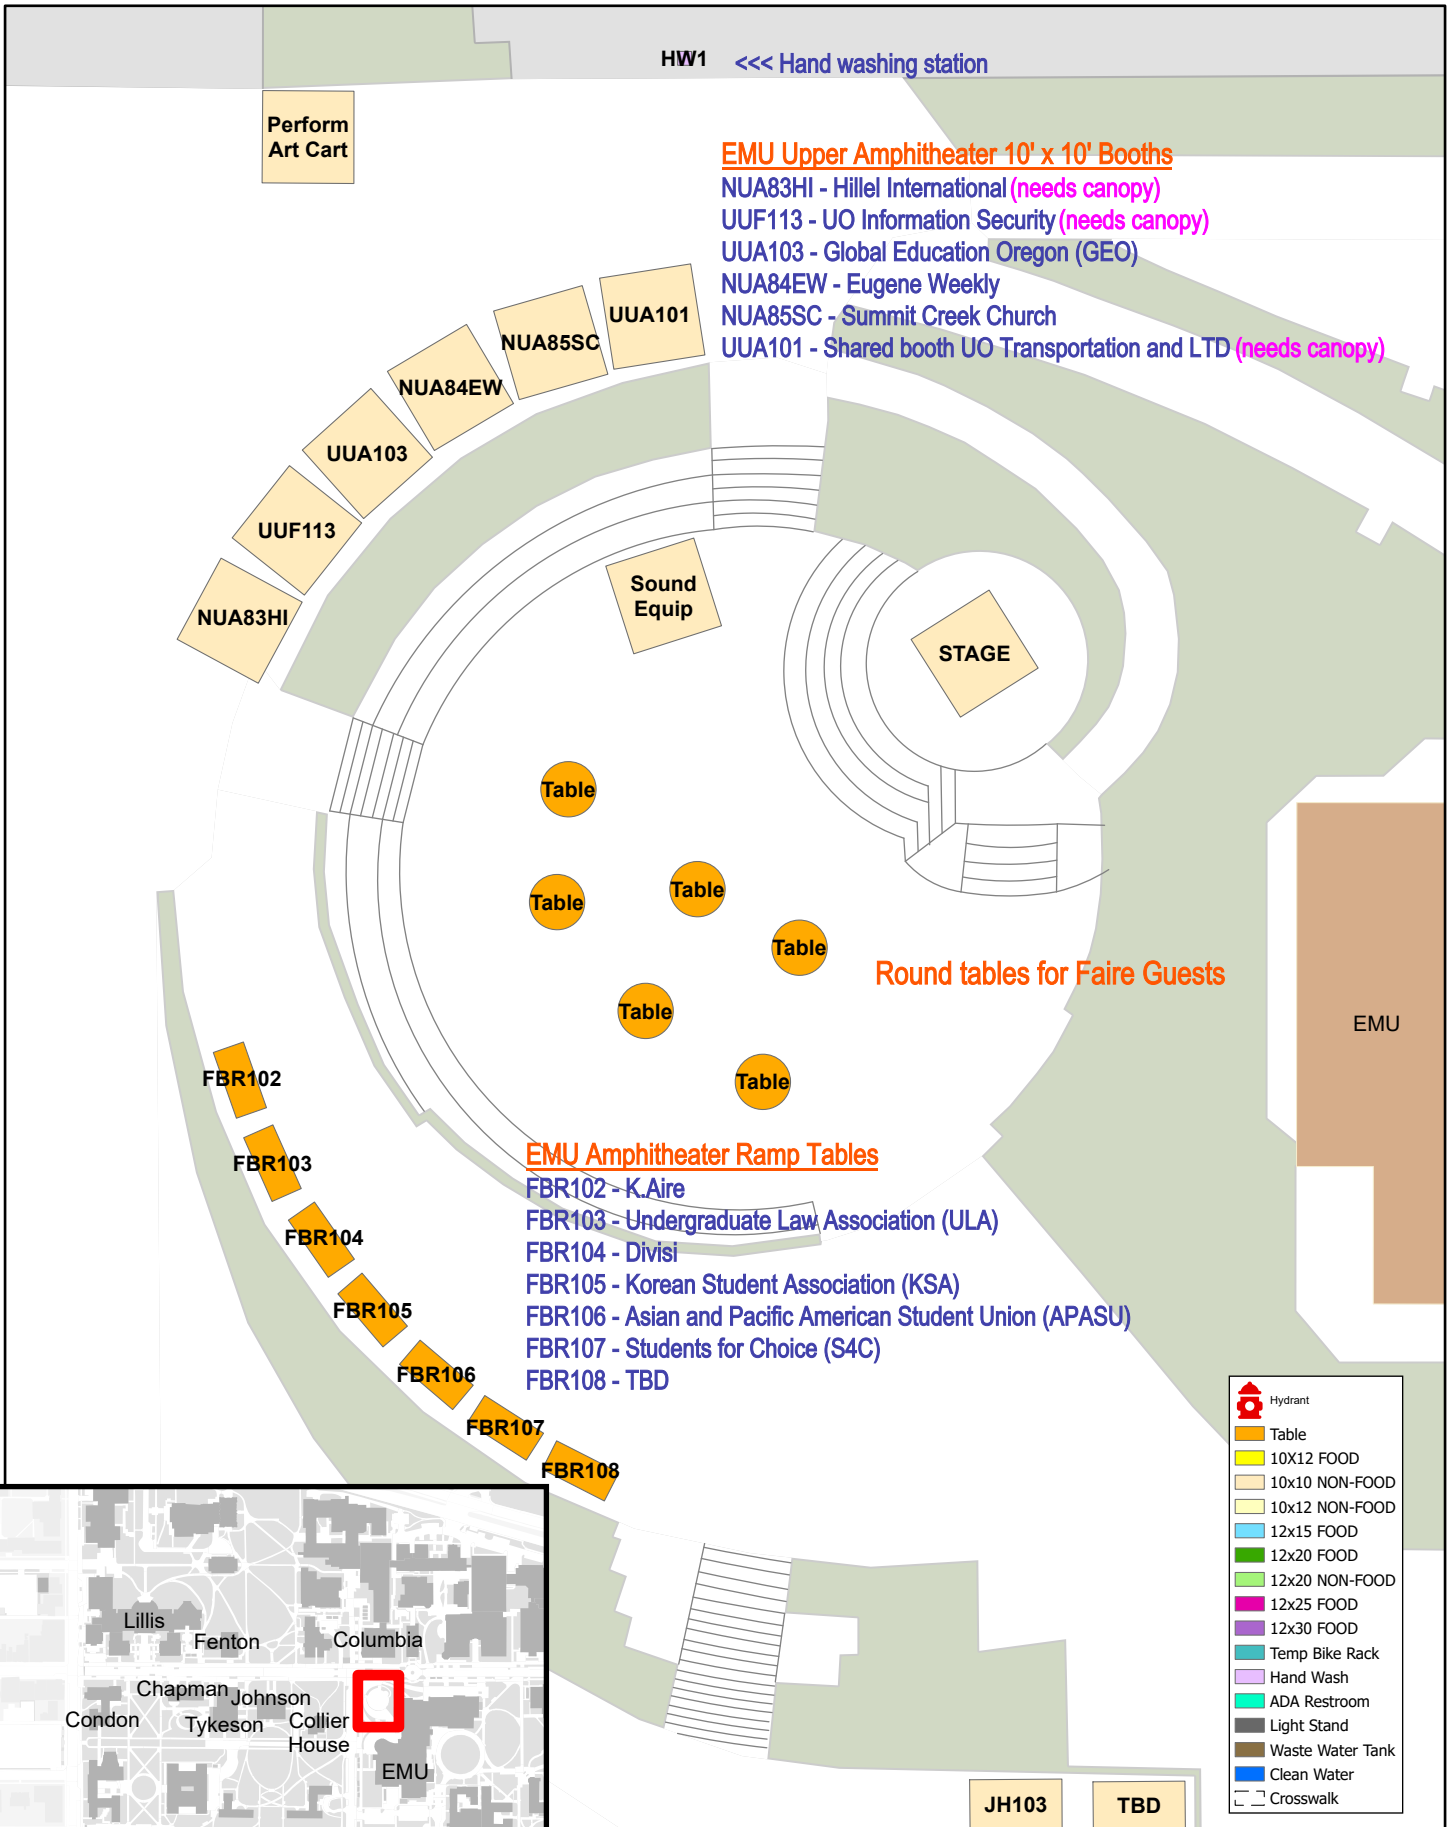 HW1 <<< Hand washing station
Perform
Art Cart
EMU Upper Amphitheater 10' x 10' Booths
NUA83HI - Hillel International (needs canopy)
UUF113 - UO Information Security (needs canopy)
UUA103 - Global Education Oregon (GEO)
NUA84EW - Eugene Weekly
NUA85SC - Summit Creek Church
UUA101 - Shared booth UO Transportation and LTD (needs canopy)
UUA101
NUA85SC
NUA84EW
UUA103
UUF113
NUA83HI
Sound
Equip
STAGE
Table
Table
Table
Table
Table
Table
Round tables for Faire Guests
EMU
FBR102
FBR103
FBR104
FBR105
FBR106
FBR107
FBR108
EMU Amphitheater Ramp Tables
FBR102 - K.Aire
FBR103 - Undergraduate Law Association (ULA)
FBR104 - Divisi
FBR105 - Korean Student Association (KSA)
FBR106 - Asian and Pacific American Student Union (APASU)
FBR107 - Students for Choice (S4C)
FBR108 - TBD
Hydrant
Table
10X12 FOOD
10x10 NON-FOOD
10x12 NON-FOOD
12x15 FOOD
12x20 FOOD
12x20 NON-FOOD
12x25 FOOD
12x30 FOOD
Temp Bike Rack
Hand Wash
ADA Restroom
Light Stand
Waste Water Tank
Clean Water
Crosswalk
Lillis
Fenton
Columbia
Chapman
Johnson
Condon
Tykeson
Collier
House
EMU
JH103
TBD